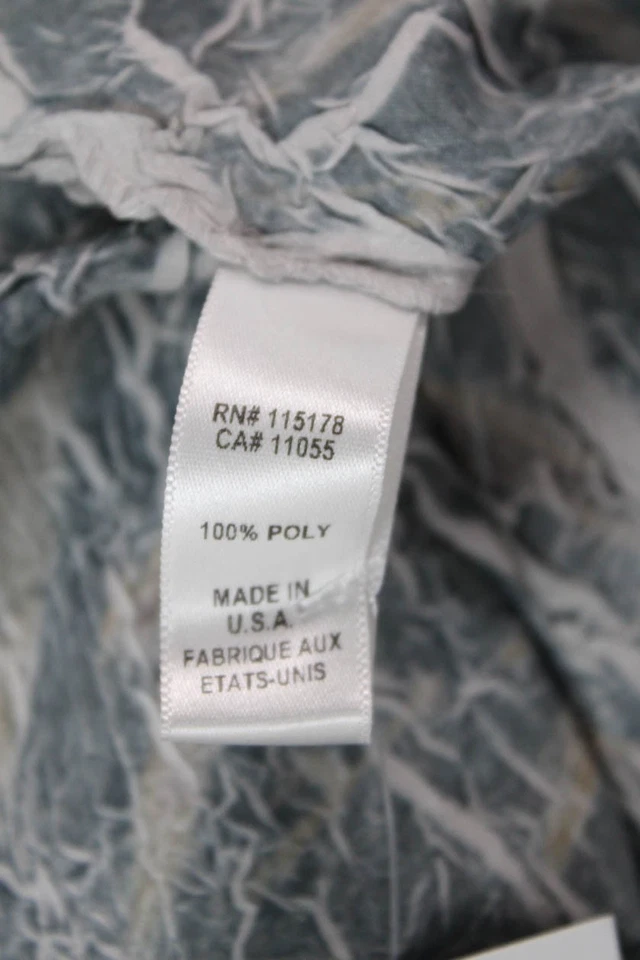 RN# 115178
CA# 11055
100% POLY
MADE IN
U.S.A.
FABRIQUE AUX
ETATS-UNIS